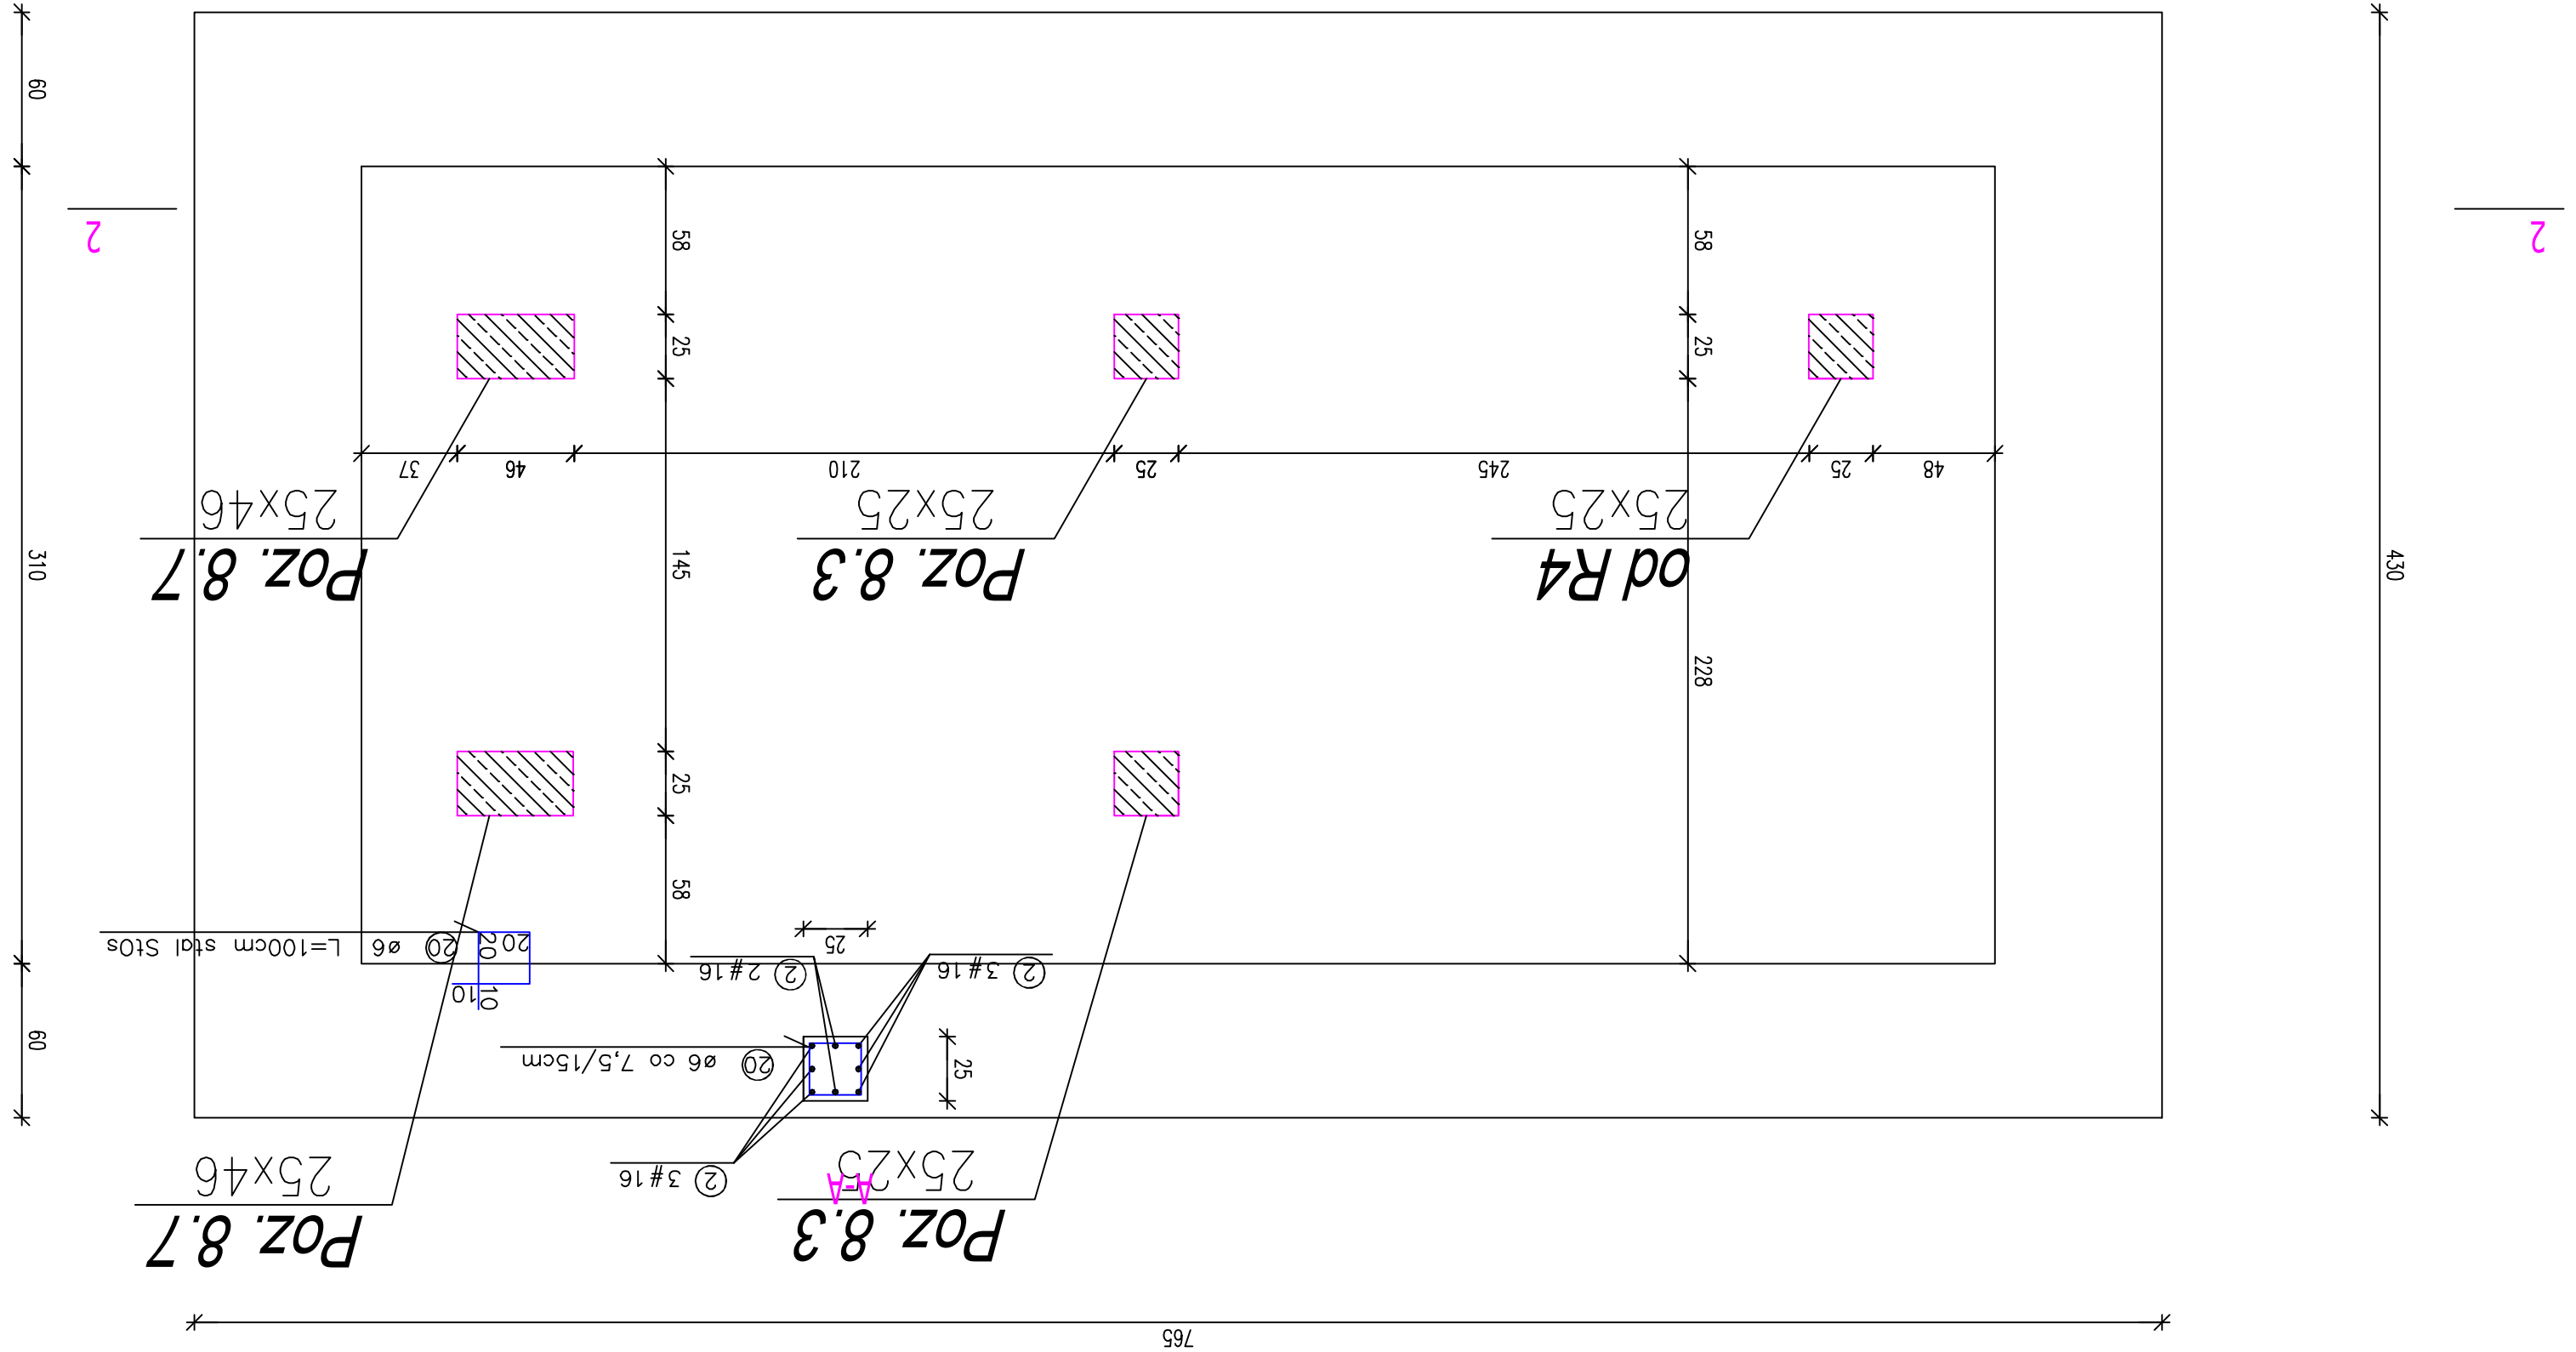 765
Poz. 8.3
25x25
A-A
Poz. 8.7
25x46
② 3#16
25
⑳ ø6 co 7,5/15cm
60
② 3#16
② 2#16
25
10
10
20
20
⑳ ø6 L=100cm stal St0s
58
25
228
145
310
430
od R4
25x25
Poz. 8.3
25x25
Poz. 8.7
25x46
48
25
245
25
210
46
37
25
25
58
58
2
2
60